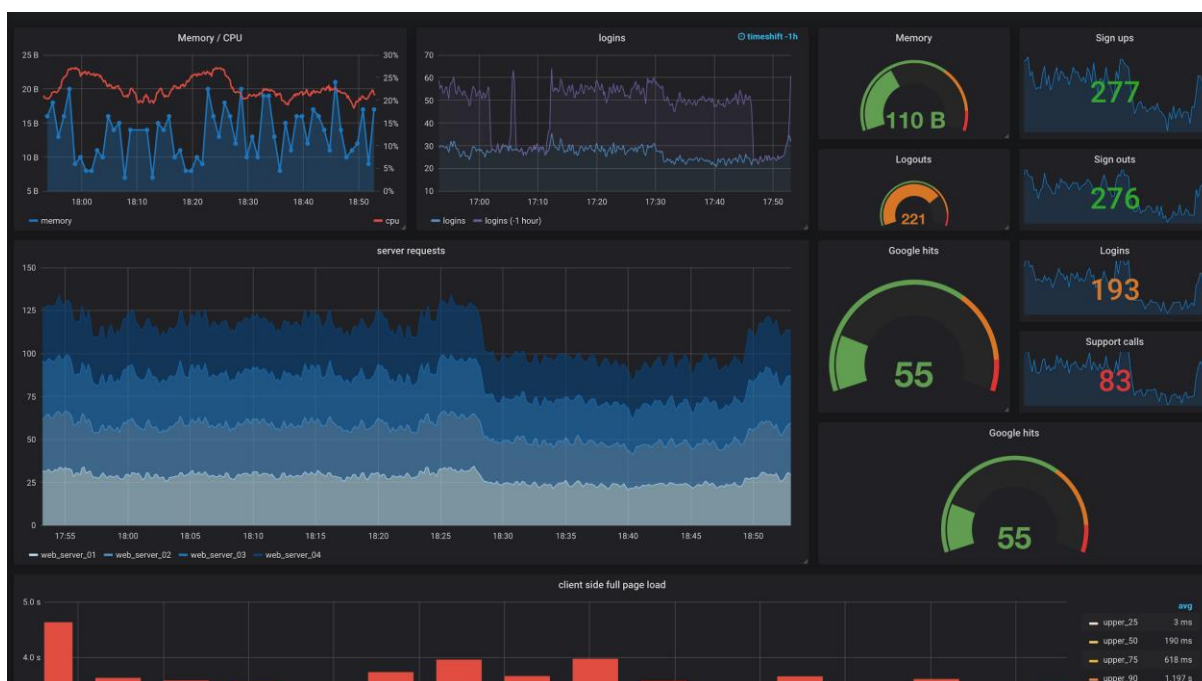 Memory / CPU
25 B
20 B
15 B
10 B
5 B
30%
25%
20%
15%
10%
5%
0%
18:00 18:10 18:20 18:30 18:40 18:50
memory cpu
logins
timeshift -1h
70
60
50
40
30
20
10
17:00 17:10 17:20 17:30 17:40 17:50
logins logins (-1 hour)
Memory
110 B
Sign ups
277
Logouts
221
Sign outs
276
server requests
150
125
100
75
50
25
0
17:55 18:00 18:05 18:10 18:15 18:20 18:25 18:30 18:35 18:40 18:45 18:50
web_server_01 web_server_02 web_server_03 web_server_04
Google hits
55
Logins
193
Support calls
83
Google hits
55
client side full page load
5.0 s
4.0 s
avg
upper_25 3 ms
upper_50 190 ms
upper_75 618 ms
upper_90 1.197 s